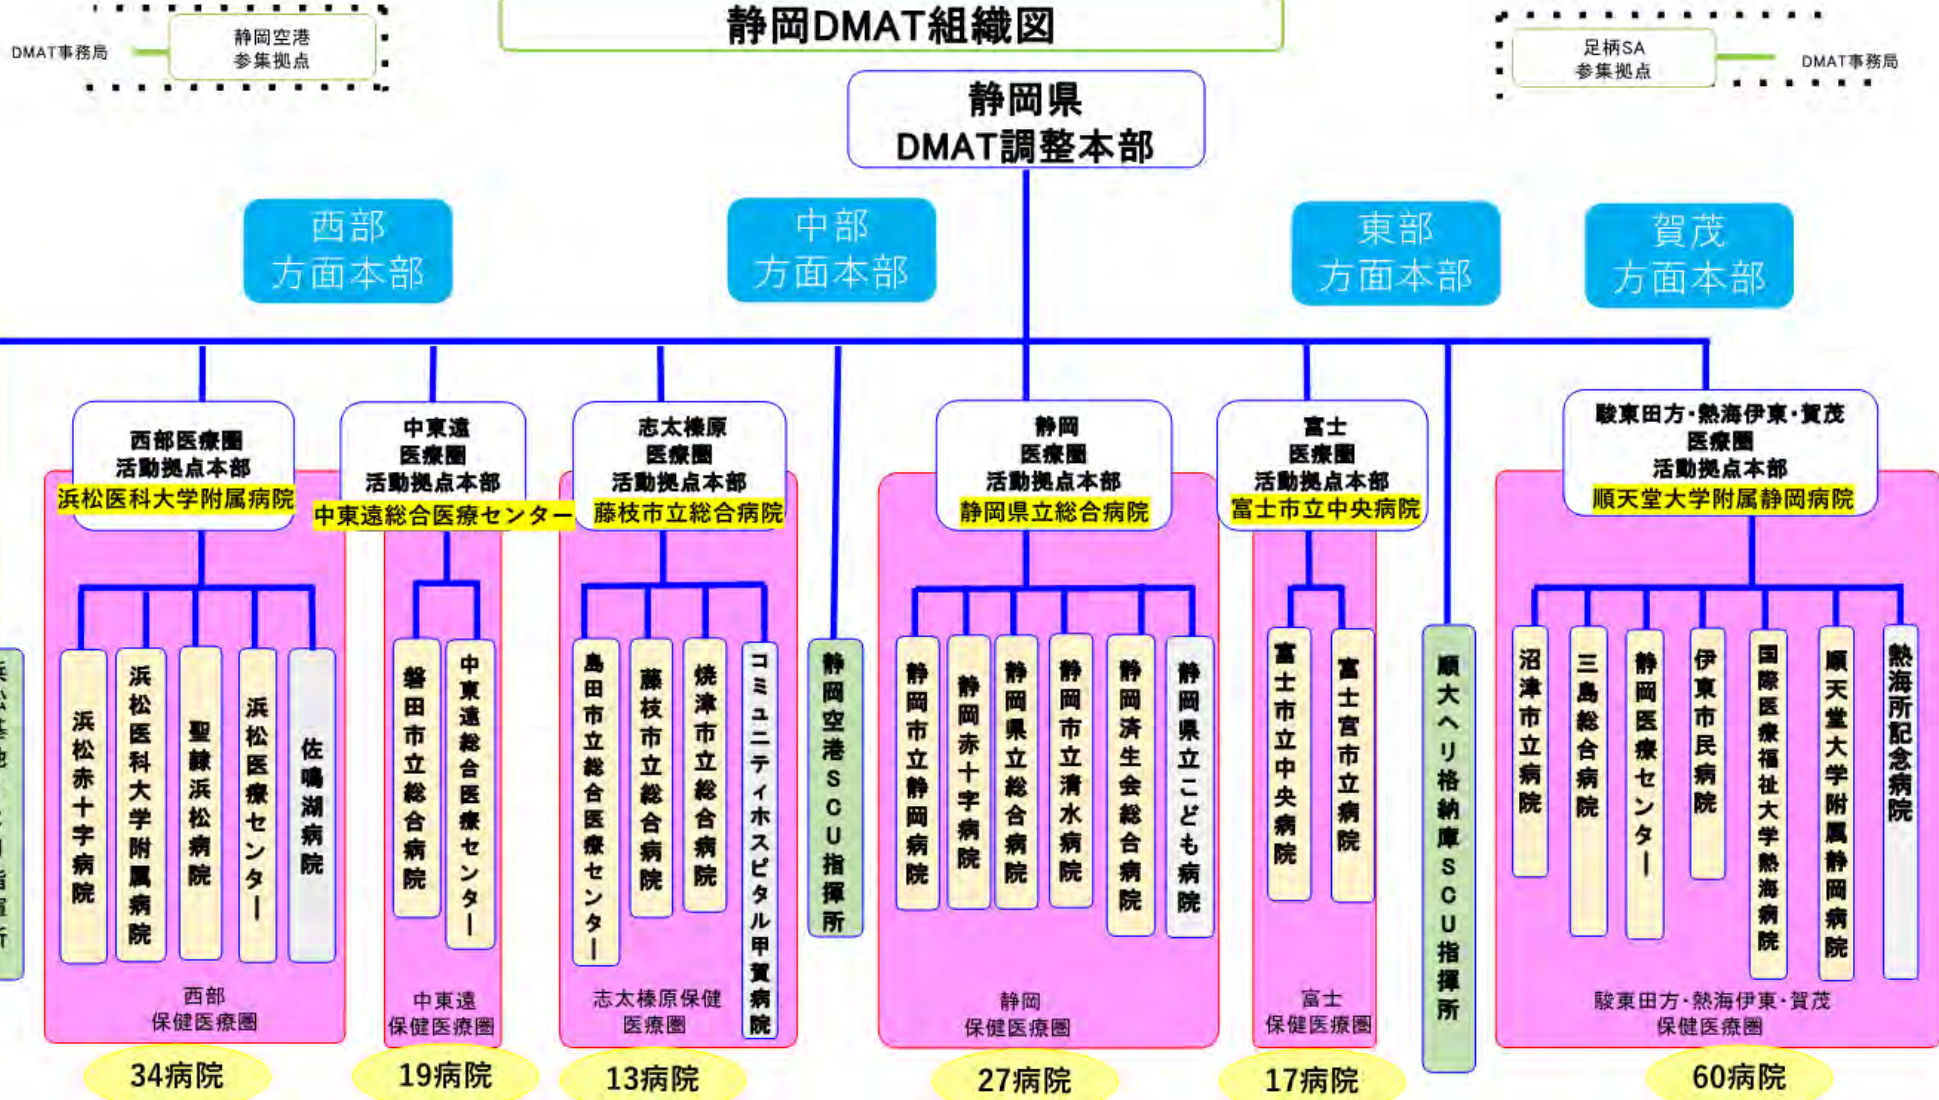 静岡DMAT組織図
DMAT事務局
静岡空港
参集拠点
足柄SA
参集拠点
DMAT事務局
静岡県
DMAT調整本部
西部
方面本部
中部
方面本部
東部
方面本部
賀茂
方面本部
西部医療圏
活動拠点本部
浜松医科大学附属病院
中東遠
医療圏
活動拠点本部
中東遠総合医療センター
志太榛原
医療圏
活動拠点本部
藤枝市立総合病院
静岡
医療圏
活動拠点本部
静岡県立総合病院
富士
医療圏
活動拠点本部
富士市立中央病院
駿東田方・熱海伊東・賀茂
医療圏
活動拠点本部
順天堂大学附属静岡病院
浜松赤十字病院
浜松医科大学附属病院
聖隷浜松病院
浜松医療センター
佐鳴湖病院
磐田市立総合病院
中東遠総合医療センター
島田市立総合医療センター
藤枝市立総合病院
焼津市立総合病院
コミュニティホスピタル甲賀病院
静岡空港SCU指揮所
静岡市立静岡病院
静岡赤十字病院
静岡県立総合病院
静岡市立清水病院
静岡済生会総合病院
静岡県立こども病院
富士市立中央病院
富士宮市立病院
順大ヘリ格納庫SCU指揮所
沼津市立病院
三島総合病院
静岡医療センター
伊東市民病院
国際医療福祉大学熱海病院
順天堂大学附属静岡病院
熱海所記念病院
西部
保健医療圏
中東遠
保健医療圏
志太榛原保健
医療圏
静岡
保健医療圏
富士
保健医療圏
駿東田方・熱海伊東・賀茂
保健医療圏
34病院
19病院
13病院
27病院
17病院
60病院